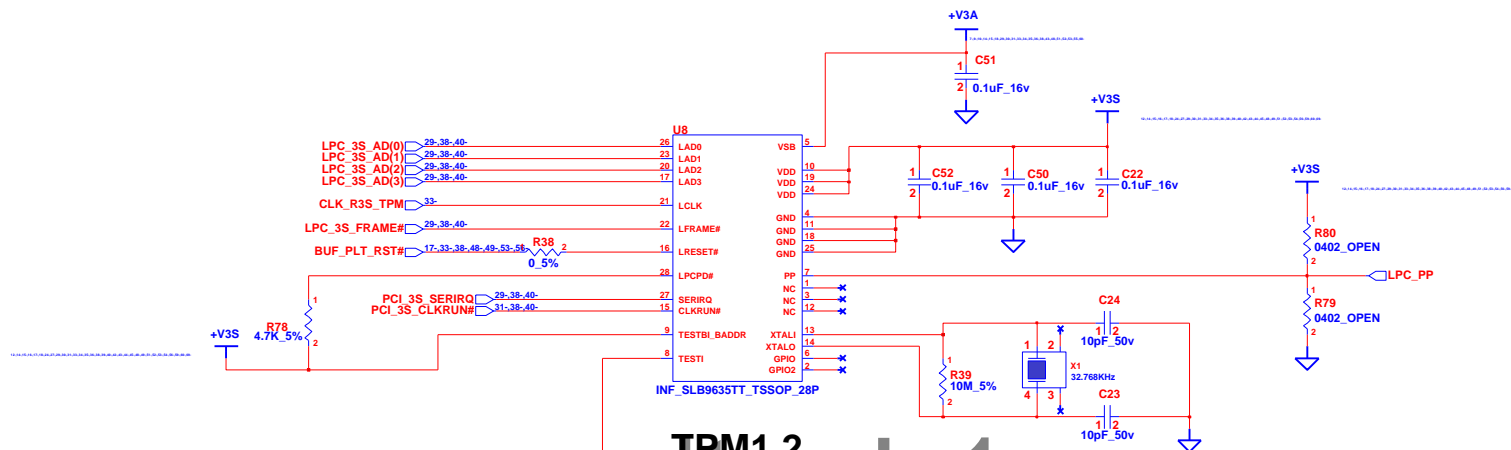 +V3A
C51
1
2
0.1uF_16v
+V3S
U8
LPC_3S_AD(0) 29-,38-,40- 26 LAD0 VSB 5
LPC_3S_AD(1) 29-,38-,40- 23 LAD1
LPC_3S_AD(2) 29-,38-,40- 20 LAD2 VDD 10
LPC_3S_AD(3) 29-,38-,40- 17 LAD3 VDD 19
VDD 24
1 C52 2 0.1uF_16v
1 C50 2 0.1uF_16v
1 C22 2 0.1uF_16v
+V3S
CLK_R3S_TPM 33- 21 LCLK
GND 4
LPC_3S_FRAME# 29-,38-,40- 22 LFRAME# GND 11
GND 18
BUF_PLT_RST# 17-,33-,38-,48-,49-,53-,56- 1 R38 2 0_5% 16 LRESET# GND 25
1 R80 2 0402_OPEN
28 LPCPD# PP 7
LPC_PP
NC 1
PCI_3S_SERIRQ 29-,38-,40- 27 SERIRQ NC 3
PCI_3S_CLKRUN# 31-,38-,40- 15 CLKRUN# NC 12
1 R79 2 0402_OPEN
1 R78 2 4.7K_5%
+V3S
9 TESTBI_BADDR XTALI 13
XTALO 14
8 TESTI GPIO 6
GPIO2 2
C24
1 2
10pF_50v
1 R39 2 10M_5%
1 2
X1
32.768KHz
4 3
C23
1 2
10pF_50v
INF_SLB9635TT_TSSOP_28P
TPM1.2